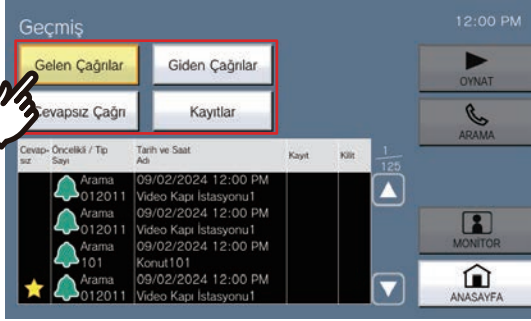 Geçmiş
12:00 PM
Gelen Çağrılar
Giden Çağrılar
Cevapsız Çağrı
Kayıtlar
OYNAT
ARAMA
MONİTOR
ANASAYFA
Cevap-sız Öncelikli / Tip Sayı Tarih ve Saat Adı Kayıt Kilit
1
125
Arama 09/02/2024 12:00 PM
012011 Video Kapı İstasyonu1
Arama 09/02/2024 12:00 PM
012011 Video Kapı İstasyonu1
Arama 09/02/2024 12:00 PM
101 Konut101
Arama 09/02/2024 12:00 PM
012011 Video Kapı İstasyonu1